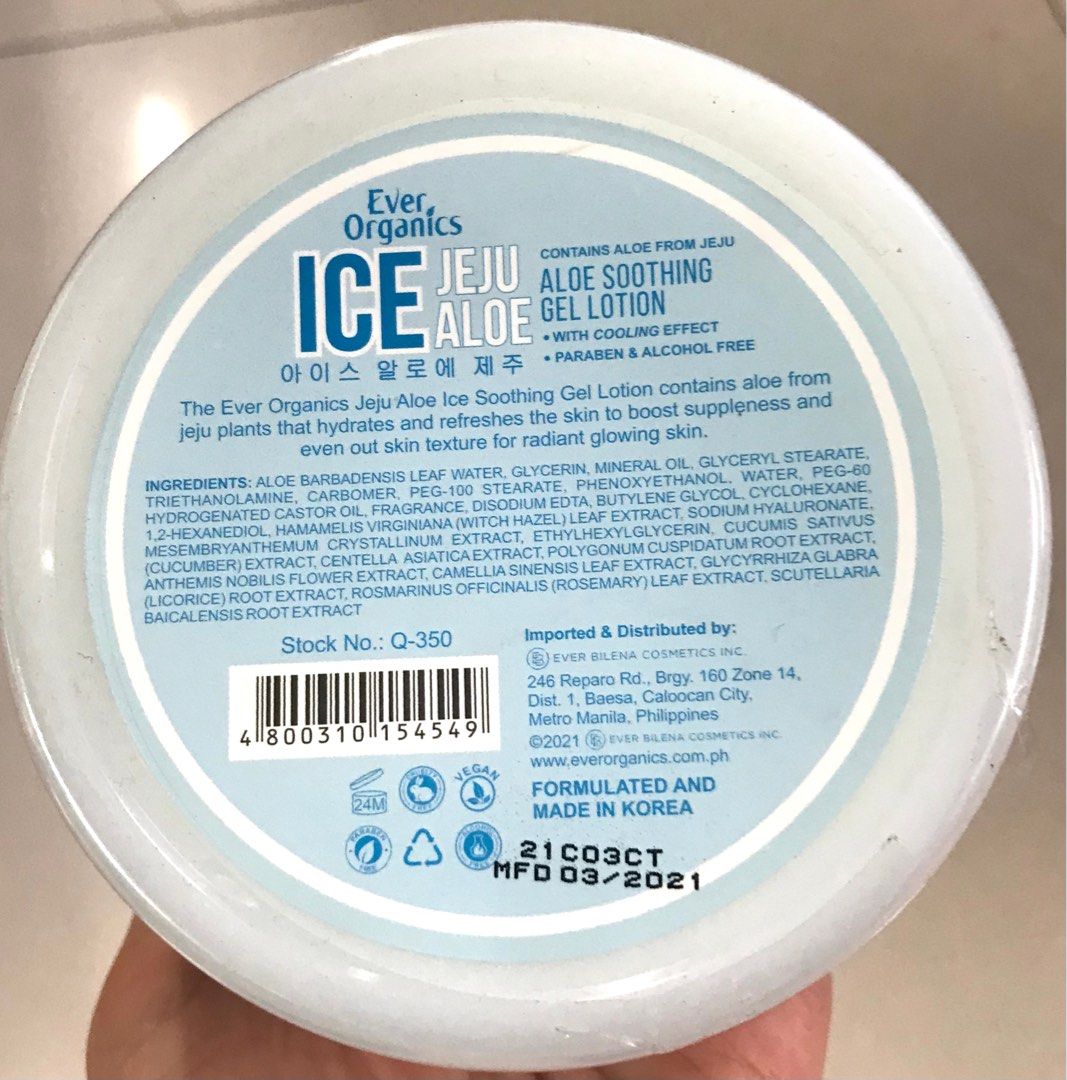 Ever
Organics
ICE JEJU
ALOE
아이스 알로에 제주
CONTAINS ALOE FROM JEJU
ALOE SOOTHING
GEL LOTION
• WITH COOLING EFFECT
• PARABEN & ALCOHOL FREE
The Ever Organics Jeju Aloe Ice Soothing Gel Lotion contains aloe from
jeju plants that hydrates and refreshes the skin to boost suppleness and
even out skin texture for radiant glowing skin.
INGREDIENTS: ALOE BARBADENSIS LEAF WATER, GLYCERIN, MINERAL OIL, GLYCERYL STEARATE,
TRIETHANOLAMINE, CARBOMER, PEG-100 STEARATE, PHENOXYETHANOL, WATER, PEG-60
HYDROGENATED CASTOR OIL, FRAGRANCE, DISODIUM EDTA, BUTYLENE GLYCOL, CYCLOHEXANE,
1,2-HEXANEDIOL, HAMAMELIS VIRGINIANA (WITCH HAZEL) LEAF EXTRACT, SODIUM HYALURONATE,
MESEMBRYANTHEMUM CRYSTALLINUM EXTRACT, ETHYLHEXYLGLYCERIN, CUCUMIS SATIVUS
(CUCUMBER) EXTRACT, CENTELLA ASIATICA EXTRACT, POLYGONUM CUSPIDATUM ROOT EXTRACT,
ANTHEMIS NOBILIS FLOWER EXTRACT, CAMELLIA SINENSIS LEAF EXTRACT, GLYCYRRHIZA GLABRA
(LICORICE) ROOT EXTRACT, ROSMARINUS OFFICINALIS (ROSEMARY) LEAF EXTRACT, SCUTELLARIA
BAICALENSIS ROOT EXTRACT
Stock No.: Q-350
4 800310 154549
24M
CRUELTY FREE
VEGAN
PARABEN FREE
ALCOHOL FREE
Imported & Distributed by:
EVER BILENA COSMETICS INC.
246 Reparo Rd., Brgy. 160 Zone 14,
Dist. 1, Baesa, Caloocan City,
Metro Manila, Philippines
©2021 EVER BILENA COSMETICS INC.
www.everorganics.com.ph
FORMULATED AND
MADE IN KOREA
21C03CT
MFD 03/2021